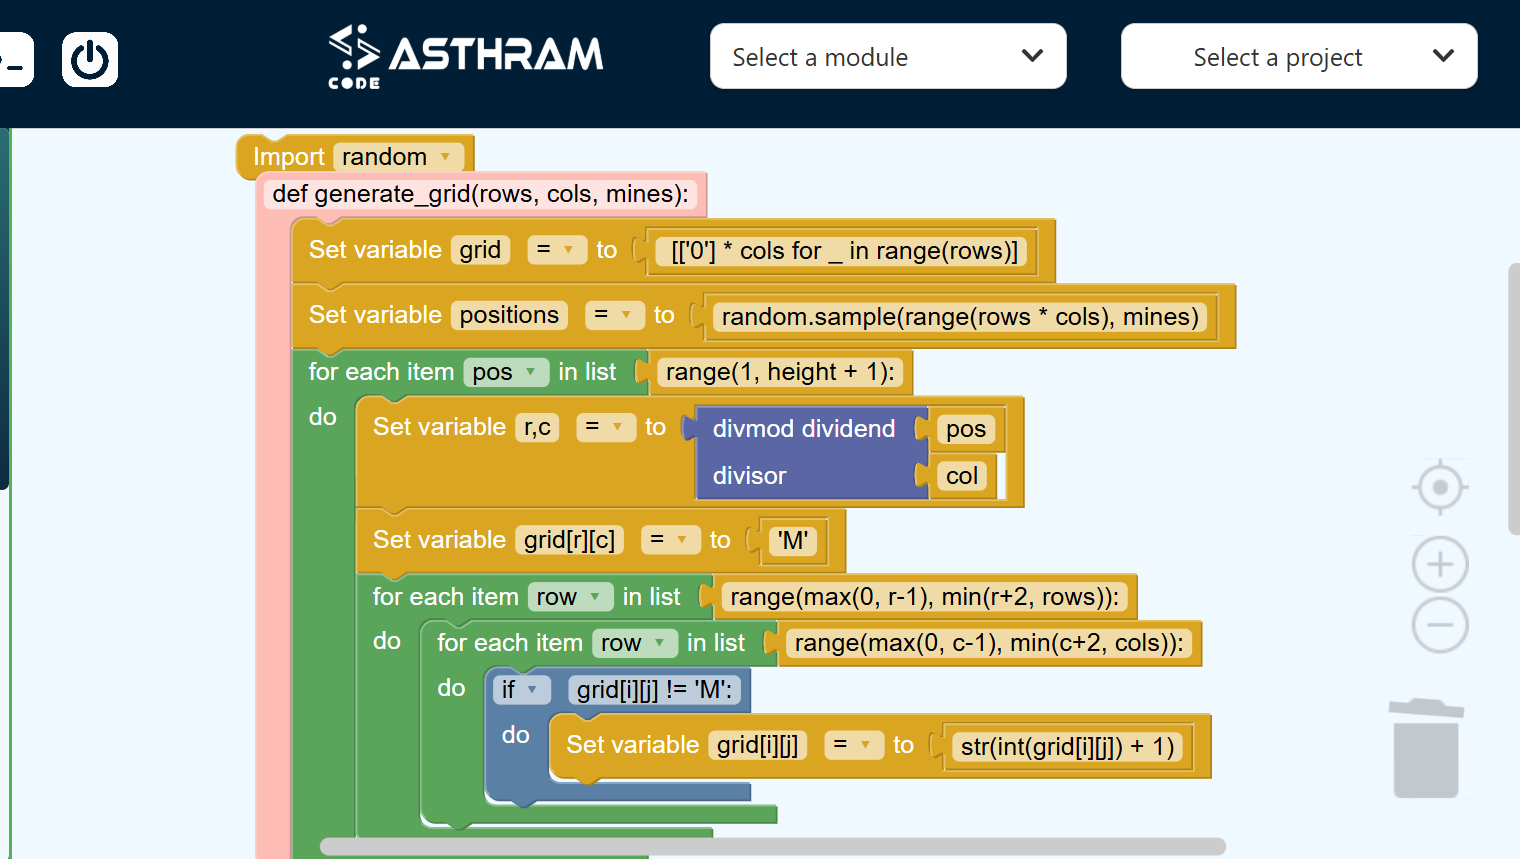 ASTHRAM
CODE
Select a module
Select a project
Import random
def generate_grid(rows, cols, mines):
Set variable grid = to [['0'] * cols for _ in range(rows)]
Set variable positions = to random.sample(range(rows * cols), mines)
for each item pos in list range(1, height + 1):
do
Set variable r,c = to divmod dividend pos
divisor col
Set variable grid[r][c] = to 'M'
for each item row in list range(max(0, r-1), min(r+2, rows)):
do for each item row in list range(max(0, c-1), min(c+2, cols)):
do if grid[i][j] != 'M':
do Set variable grid[i][j] = to str(int(grid[i][j]) + 1)